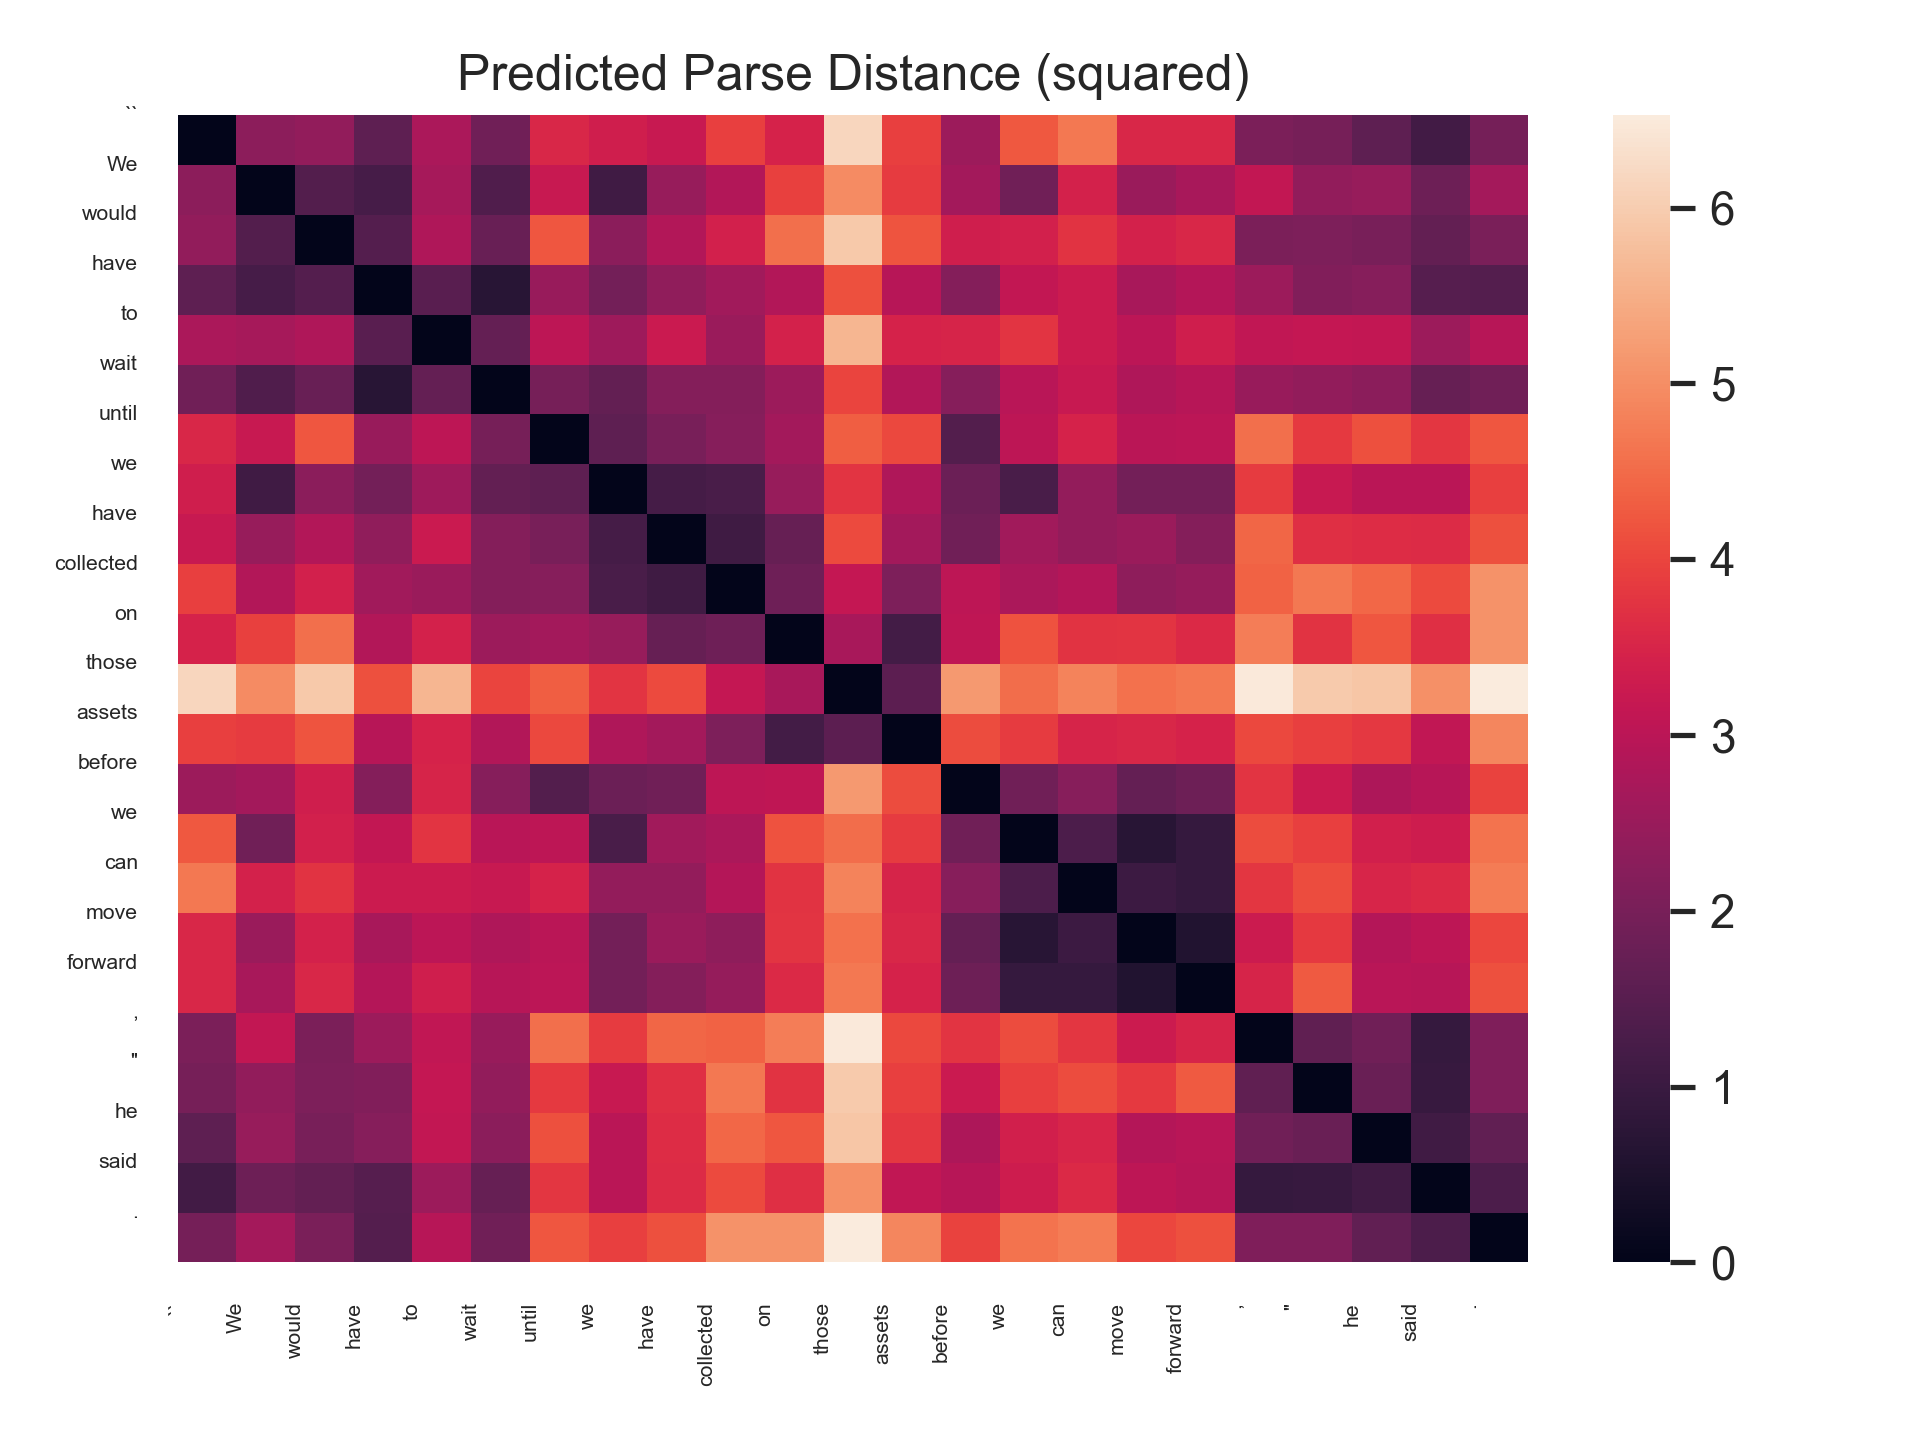 Predicted Parse Distance (squared)
``
We
would
have
to
wait
until
we
have
collected
on
those
assets
before
we
can
move
forward
,
"
he
said
.
6
5
4
3
2
1
0
``
We
would
have
to
wait
until
we
have
collected
on
those
assets
before
we
can
move
forward
,
"
he
said
.